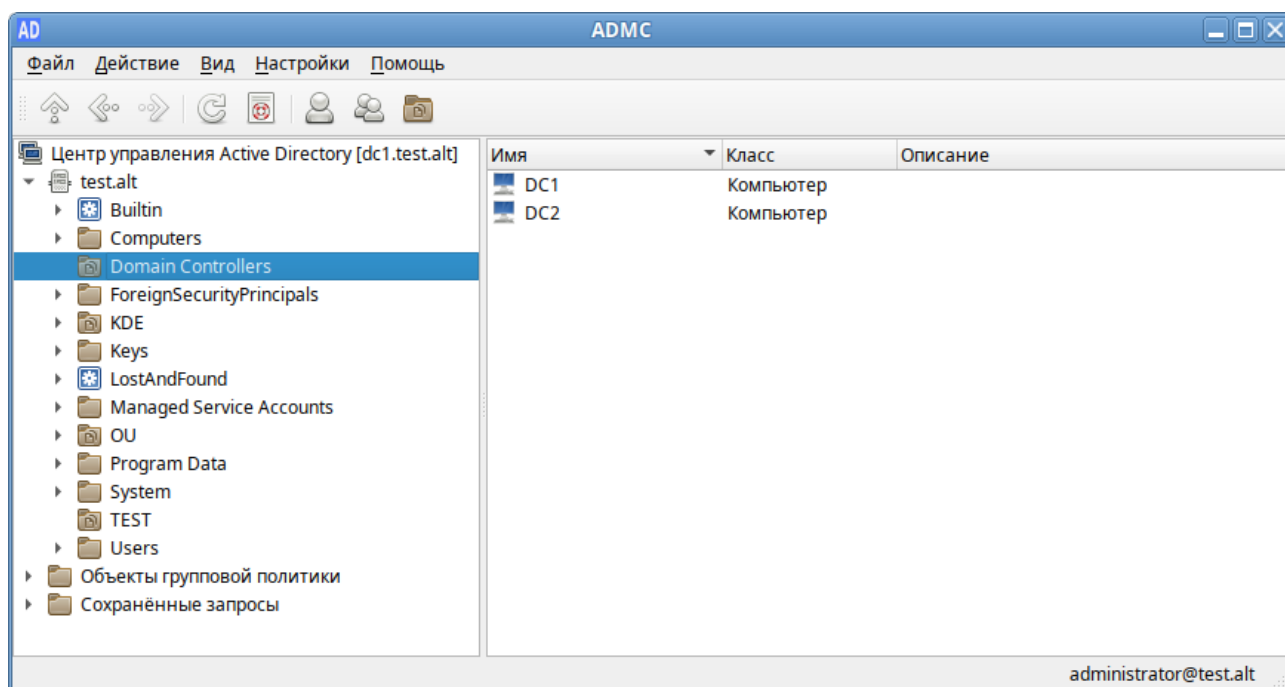 AD ADMC
Файл Действие Вид Настройки Помощь
Центр управления Active Directory [dc1.test.alt]
test.alt
Builtin
Computers
Domain Controllers
ForeignSecurityPrincipals
KDE
Keys
LostAndFound
Managed Service Accounts
OU
Program Data
System
TEST
Users
Объекты групповой политики
Сохранённые запросы
Имя Класс Описание
DC1 Компьютер
DC2 Компьютер
administrator@test.alt